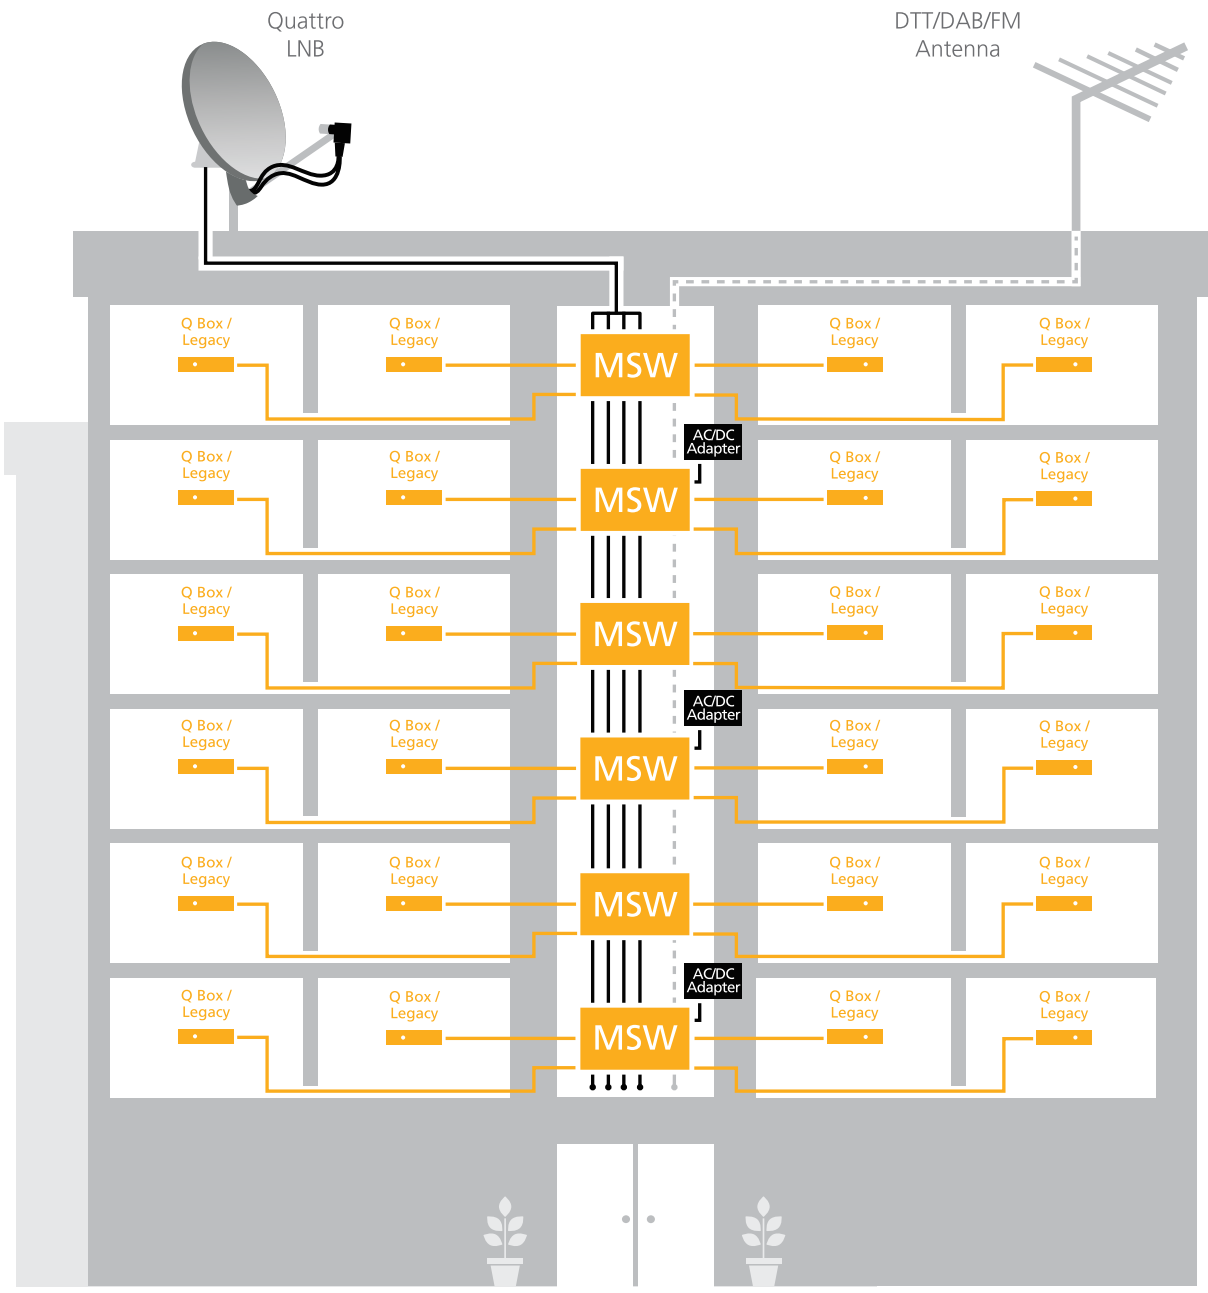 Quattro
LNB
DTT/DAB/FM
Antenna
Q Box /
Legacy
Q Box /
Legacy
MSW
Q Box /
Legacy
Q Box /
Legacy
AC/DC
Adapter
Q Box /
Legacy
Q Box /
Legacy
MSW
Q Box /
Legacy
Q Box /
Legacy
Q Box /
Legacy
Q Box /
Legacy
MSW
Q Box /
Legacy
Q Box /
Legacy
AC/DC
Adapter
Q Box /
Legacy
Q Box /
Legacy
MSW
Q Box /
Legacy
Q Box /
Legacy
Q Box /
Legacy
Q Box /
Legacy
MSW
Q Box /
Legacy
Q Box /
Legacy
AC/DC
Adapter
Q Box /
Legacy
Q Box /
Legacy
MSW
Q Box /
Legacy
Q Box /
Legacy